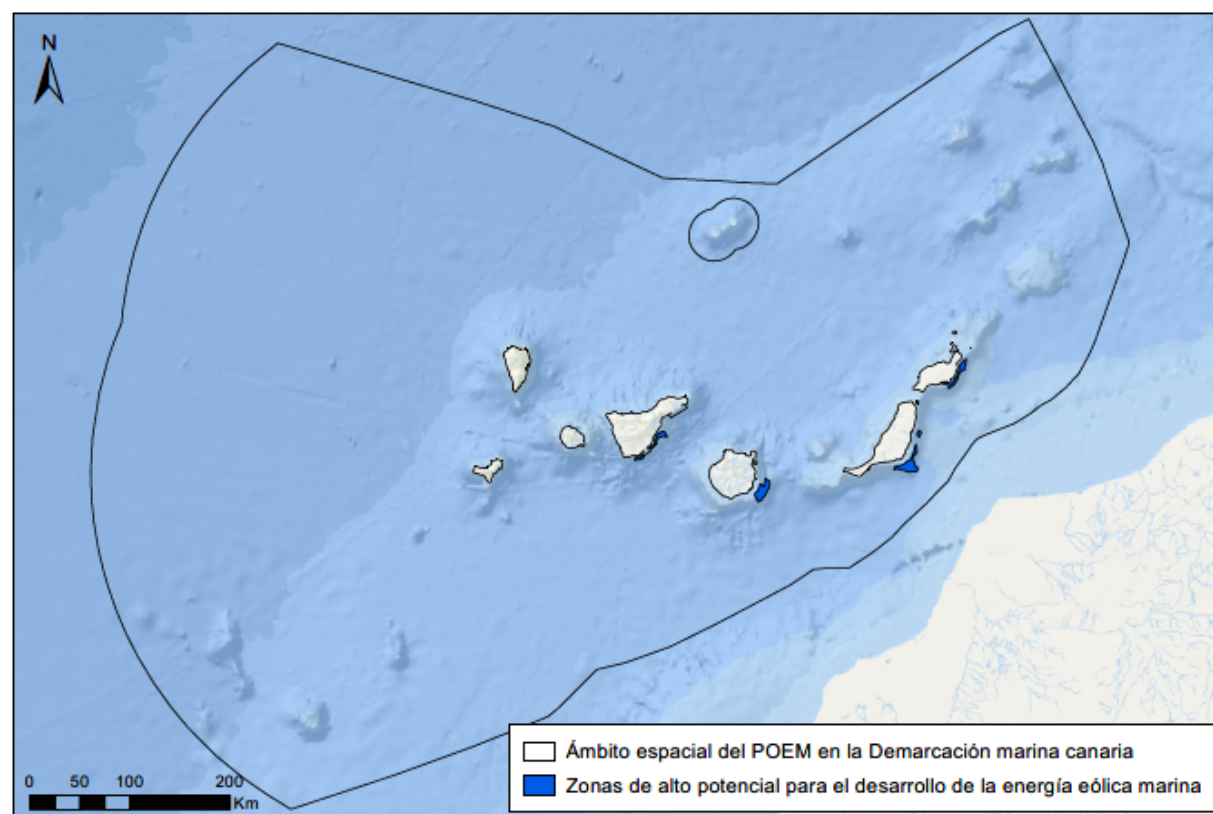 N
Ámbito espacial del POEM en la Demarcación marina canaria
Zonas de alto potencial para el desarrollo de la energía eólica marina
0 50 100 200
Km